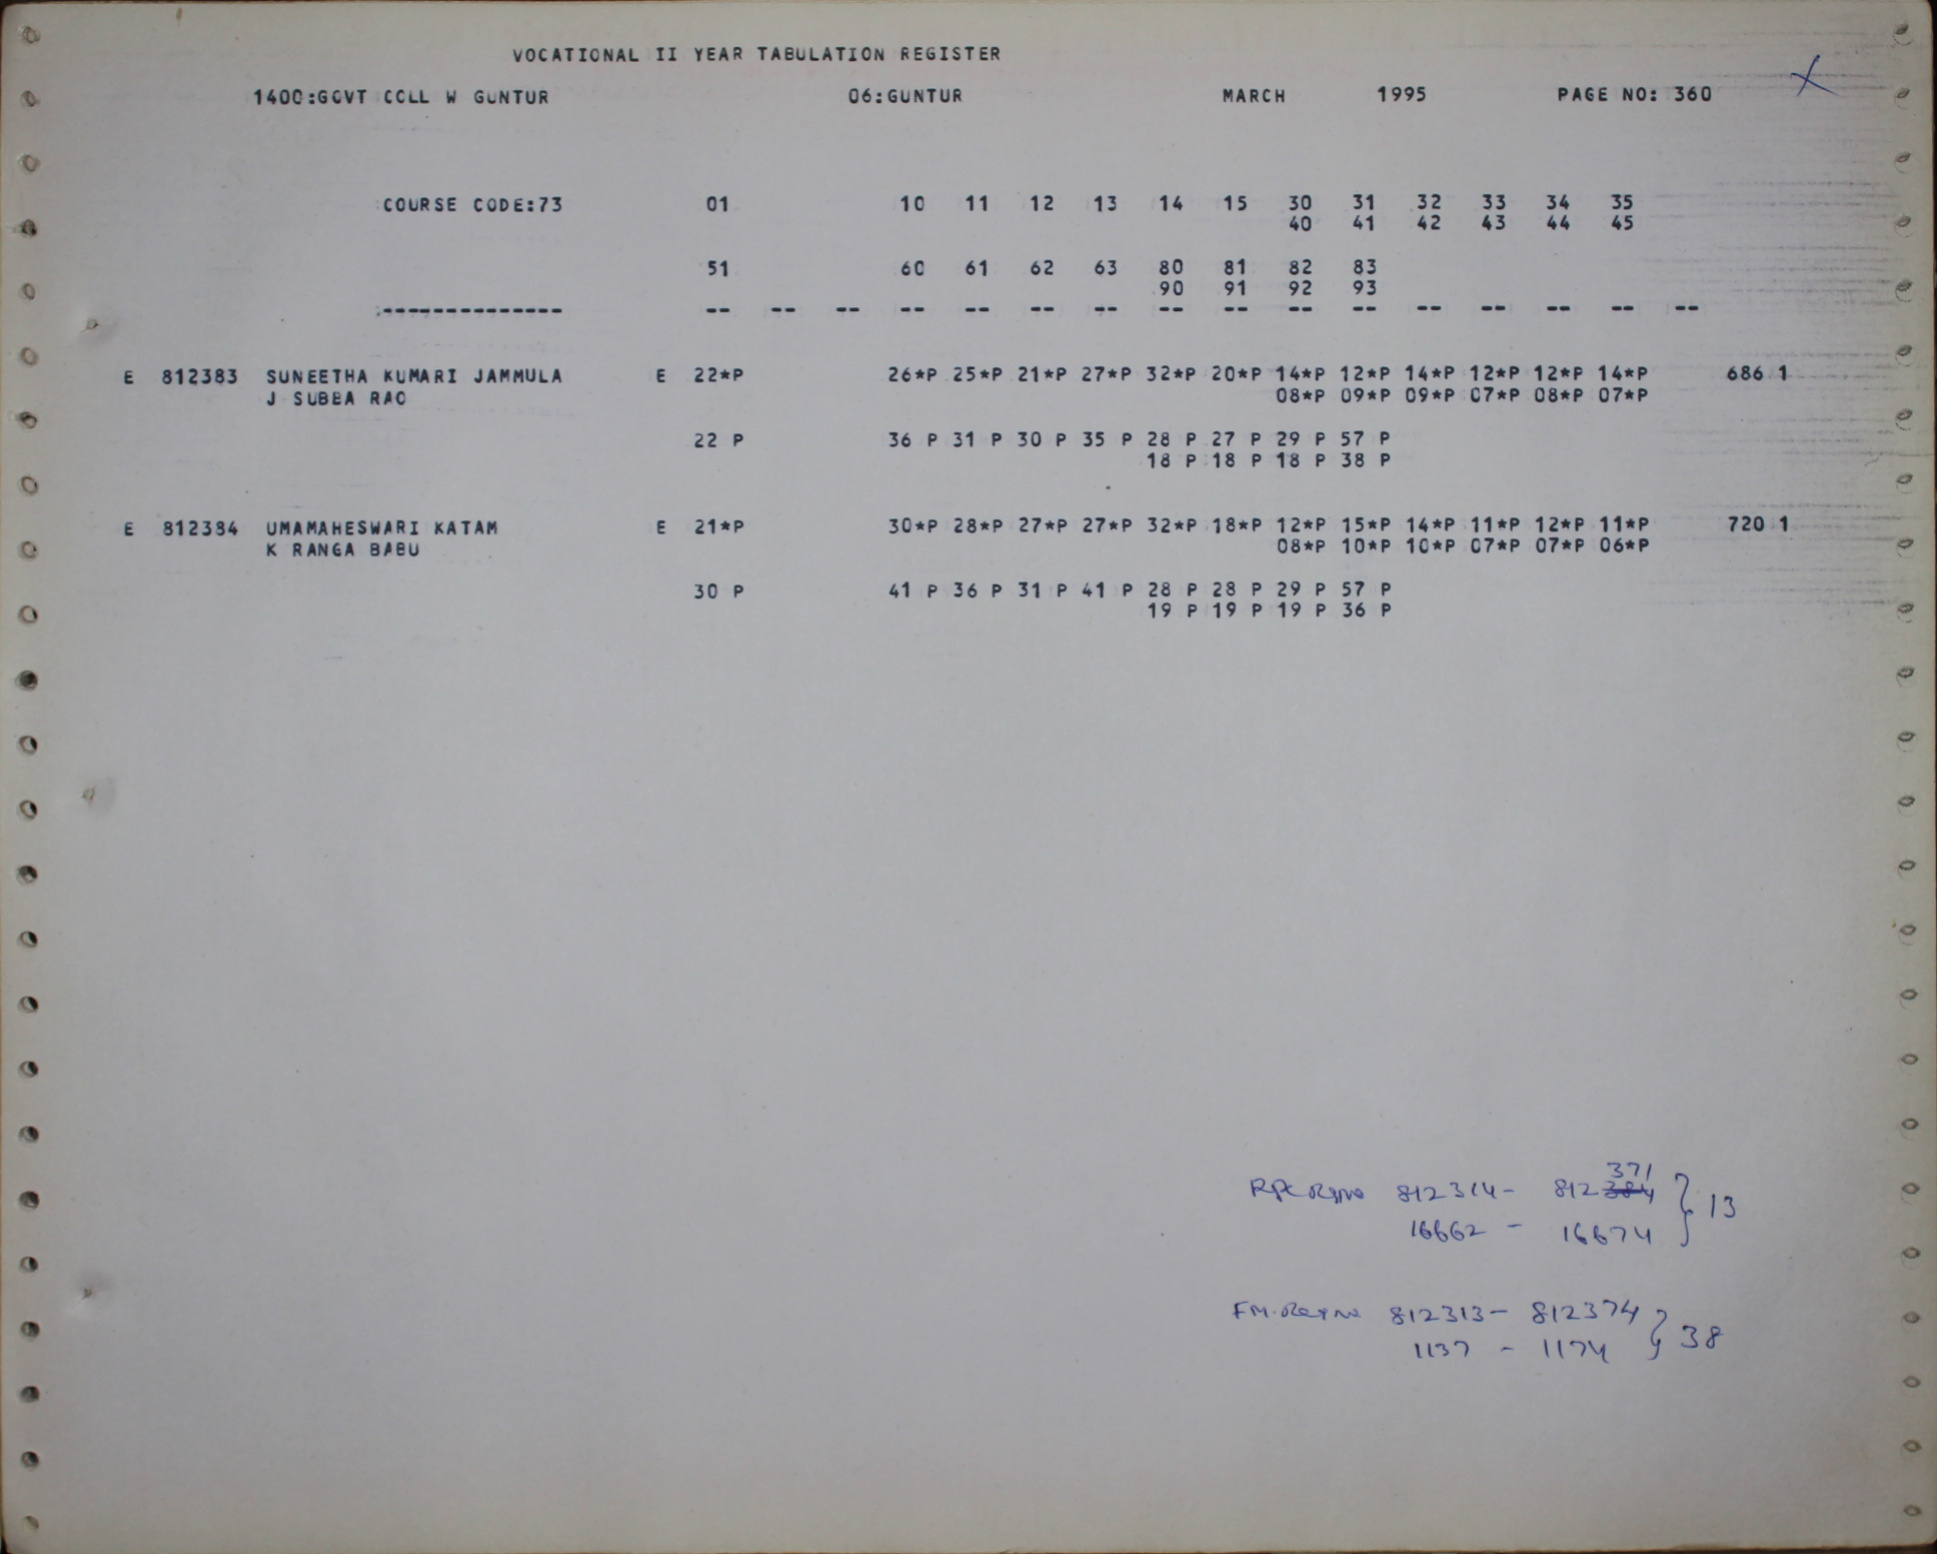 VOCATIONAL II YEAR TABULATION REGISTER
1400:GOVT COLL W GUNTUR 06:GUNTUR MARCH 1995 PAGE NO: 360
COURSE CODE:73 01 10 11 12 13 14 15 30 31 32 33 34 35
40 41 42 43 44 45
51 60 61 62 63 80 81 82 83
90 91 92 93
-------------- -- -- -- -- -- -- -- -- -- -- -- -- -- -- -- --
E 812383 SUNEETHA KUMARI JAMMULA E 22*P 26*P 25*P 21*P 27*P 32*P 20*P 14*P 12*P 14*P 12*P 12*P 14*P 686 1
J SUBBA RAO 08*P 09*P 09*P 07*P 08*P 07*P
22 P 36 P 31 P 30 P 35 P 28 P 27 P 29 P 57 P
18 P 18 P 18 P 38 P
E 812384 UMAMAHESWARI KATAM E 21*P 30*P 28*P 27*P 27*P 32*P 18*P 12*P 15*P 14*P 11*P 12*P 11*P 720 1
K RANGA BABU 08*P 10*P 10*P 07*P 07*P 06*P
30 P 41 P 36 P 31 P 41 P 28 P 28 P 29 P 57 P
19 P 19 P 19 P 36 P
371
812314- 812384 } 13
16662 - 16674
812313- 812374 } 38
1137 - 1174